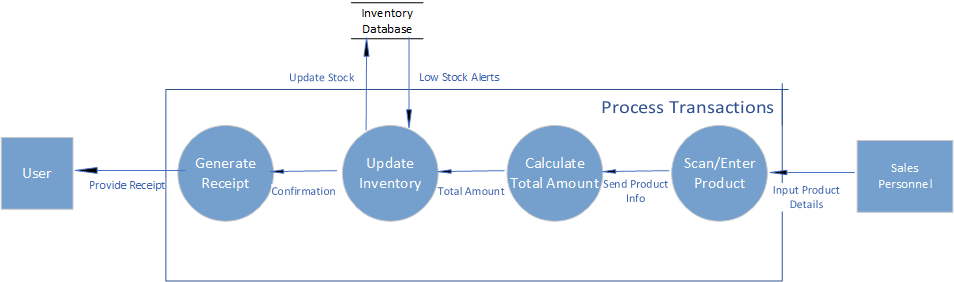 Inventory
Database
Update Stock
Low Stock Alerts
Process Transactions
User
Provide Receipt
Generate
Receipt
Confirmation
Update
Inventory
Total Amount
Calculate
Total Amount
Send Product
Info
Scan/Enter
Product
Input Product
Details
Sales
Personnel